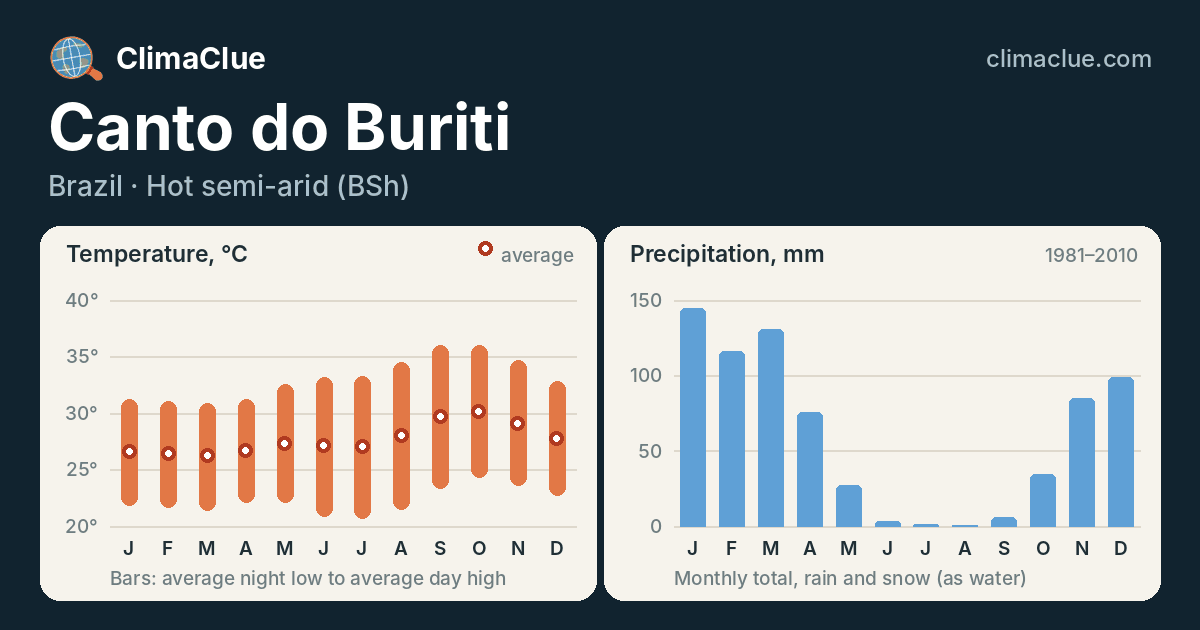 ClimaClue
climaclue.com
Canto do Buriti
Brazil · Hot semi-arid (BSh)
Temperature, °C
average
40°
35°
30°
25°
20°
J F M A M J J A S O N D
Bars: average night low to average day high
Precipitation, mm
1981–2010
150
100
50
0
J F M A M J J A S O N D
Monthly total, rain and snow (as water)